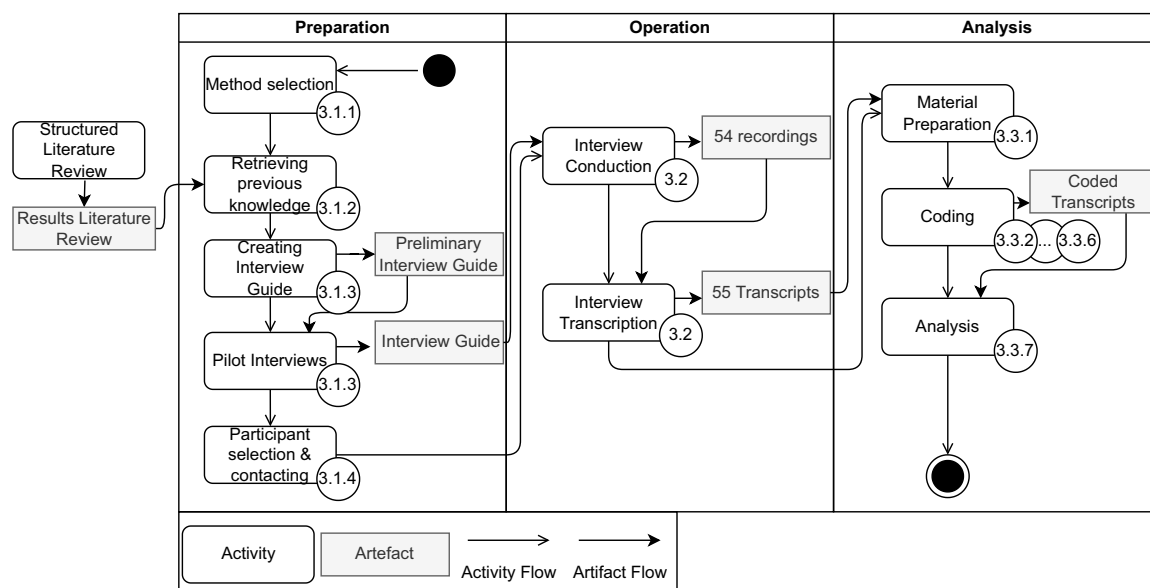 Preparation
Operation
Analysis
Method selection
3.1.1
Structured
Literature
Review
Results Literature
Review
Retrieving
previous
knowledge
3.1.2
Creating
Interview
Guide
3.1.3
Preliminary
Interview Guide
Pilot Interviews
3.1.3
Interview Guide
Participant
selection &
contacting
3.1.4
Interview
Conduction
3.2
54 recordings
Interview
Transcription
3.2
55 Transcripts
Material
Preparation
3.3.1
Coding
3.3.2
...
3.3.6
Coded
Transcripts
Analysis
3.3.7
Activity
Artefact
Activity Flow
Artifact Flow